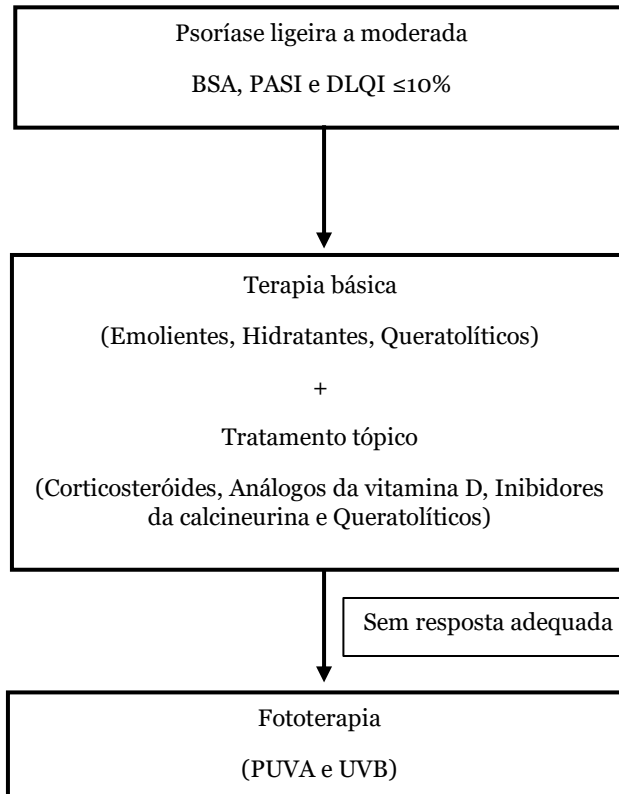 Psoríase ligeira a moderada
BSA, PASI e DLQI ≤10%
Terapia básica
(Emolientes, Hidratantes, Queratolíticos)
+
Tratamento tópico
(Corticosteróides, Análogos da vitamina D, Inibidores
da calcineurina e Queratolíticos)
Sem resposta adequada
Fototerapia
(PUVA e UVB)